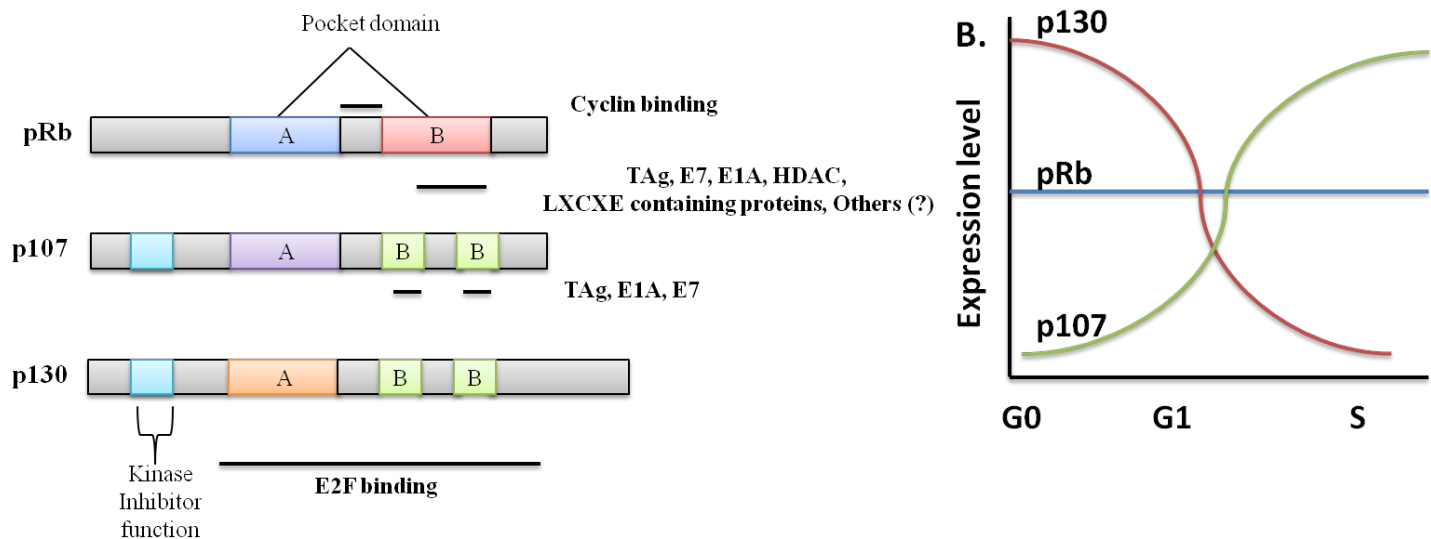 Pocket domain
Cyclin binding
pRb
A
B
TAg, E7, E1A, HDAC,
LXCXE containing proteins, Others (?)
p107
A
B
B
TAg, E1A, E7
p130
A
B
B
Kinase
Inhibitor
function
E2F binding
B.
p130
pRb
p107
Expression level
G0
G1
S